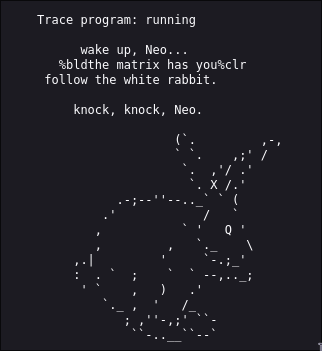 Trace program: running
wake up, Neo...
%bldthe matrix has you%clr
follow the white rabbit.
knock, knock, Neo.